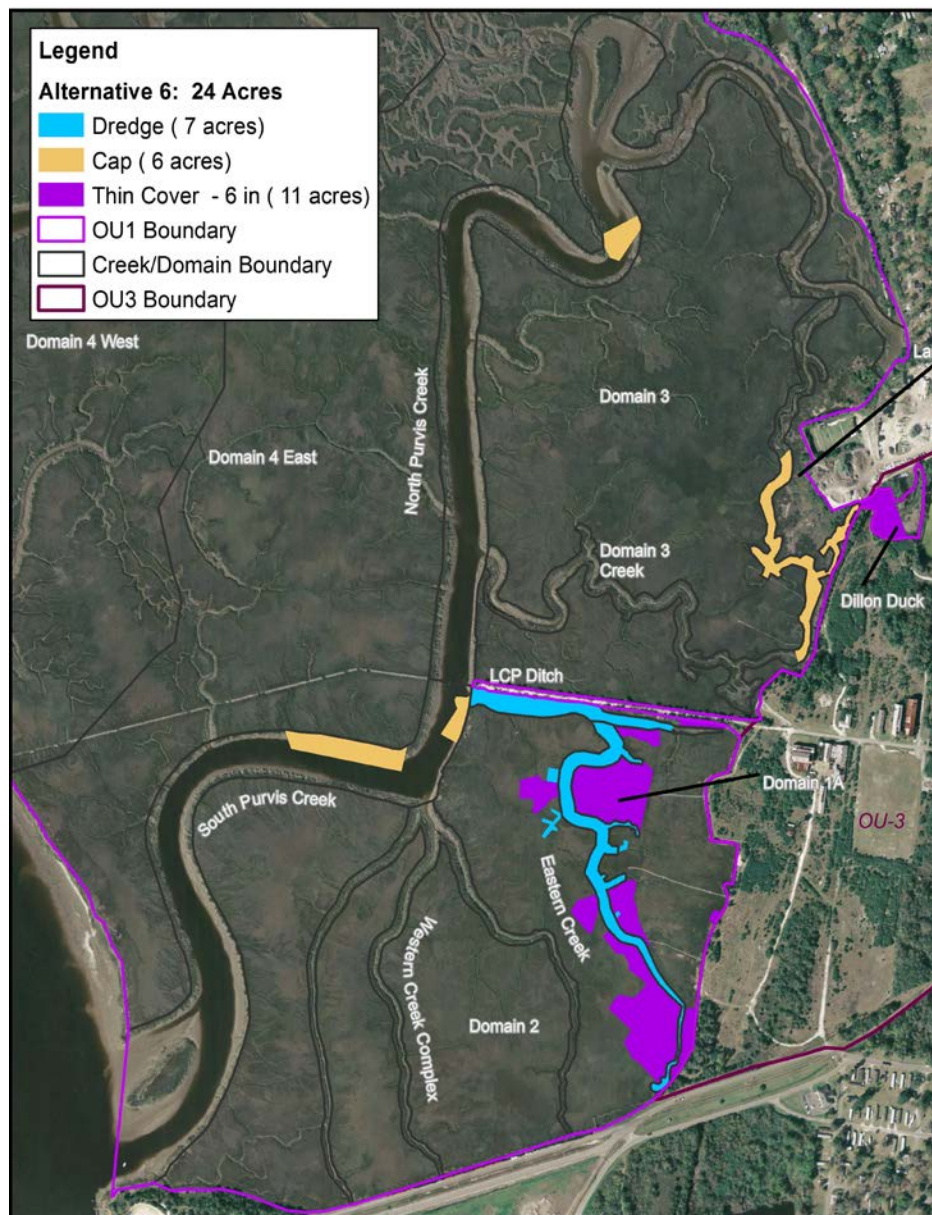 Legend
Alternative 6: 24 Acres
Dredge ( 7 acres)
Cap ( 6 acres)
Thin Cover - 6 in ( 11 acres)
OU1 Boundary
Creek/Domain Boundary
OU3 Boundary
Domain 4 West
Domain 4 East
North Purvis Creek
Domain 3
La
Domain 3
Creek
Dillon Duck
LCP Ditch
South Purvis Creek
Domain 1A
OU-3
Eastern Creek
Western Creek Complex
Domain 2